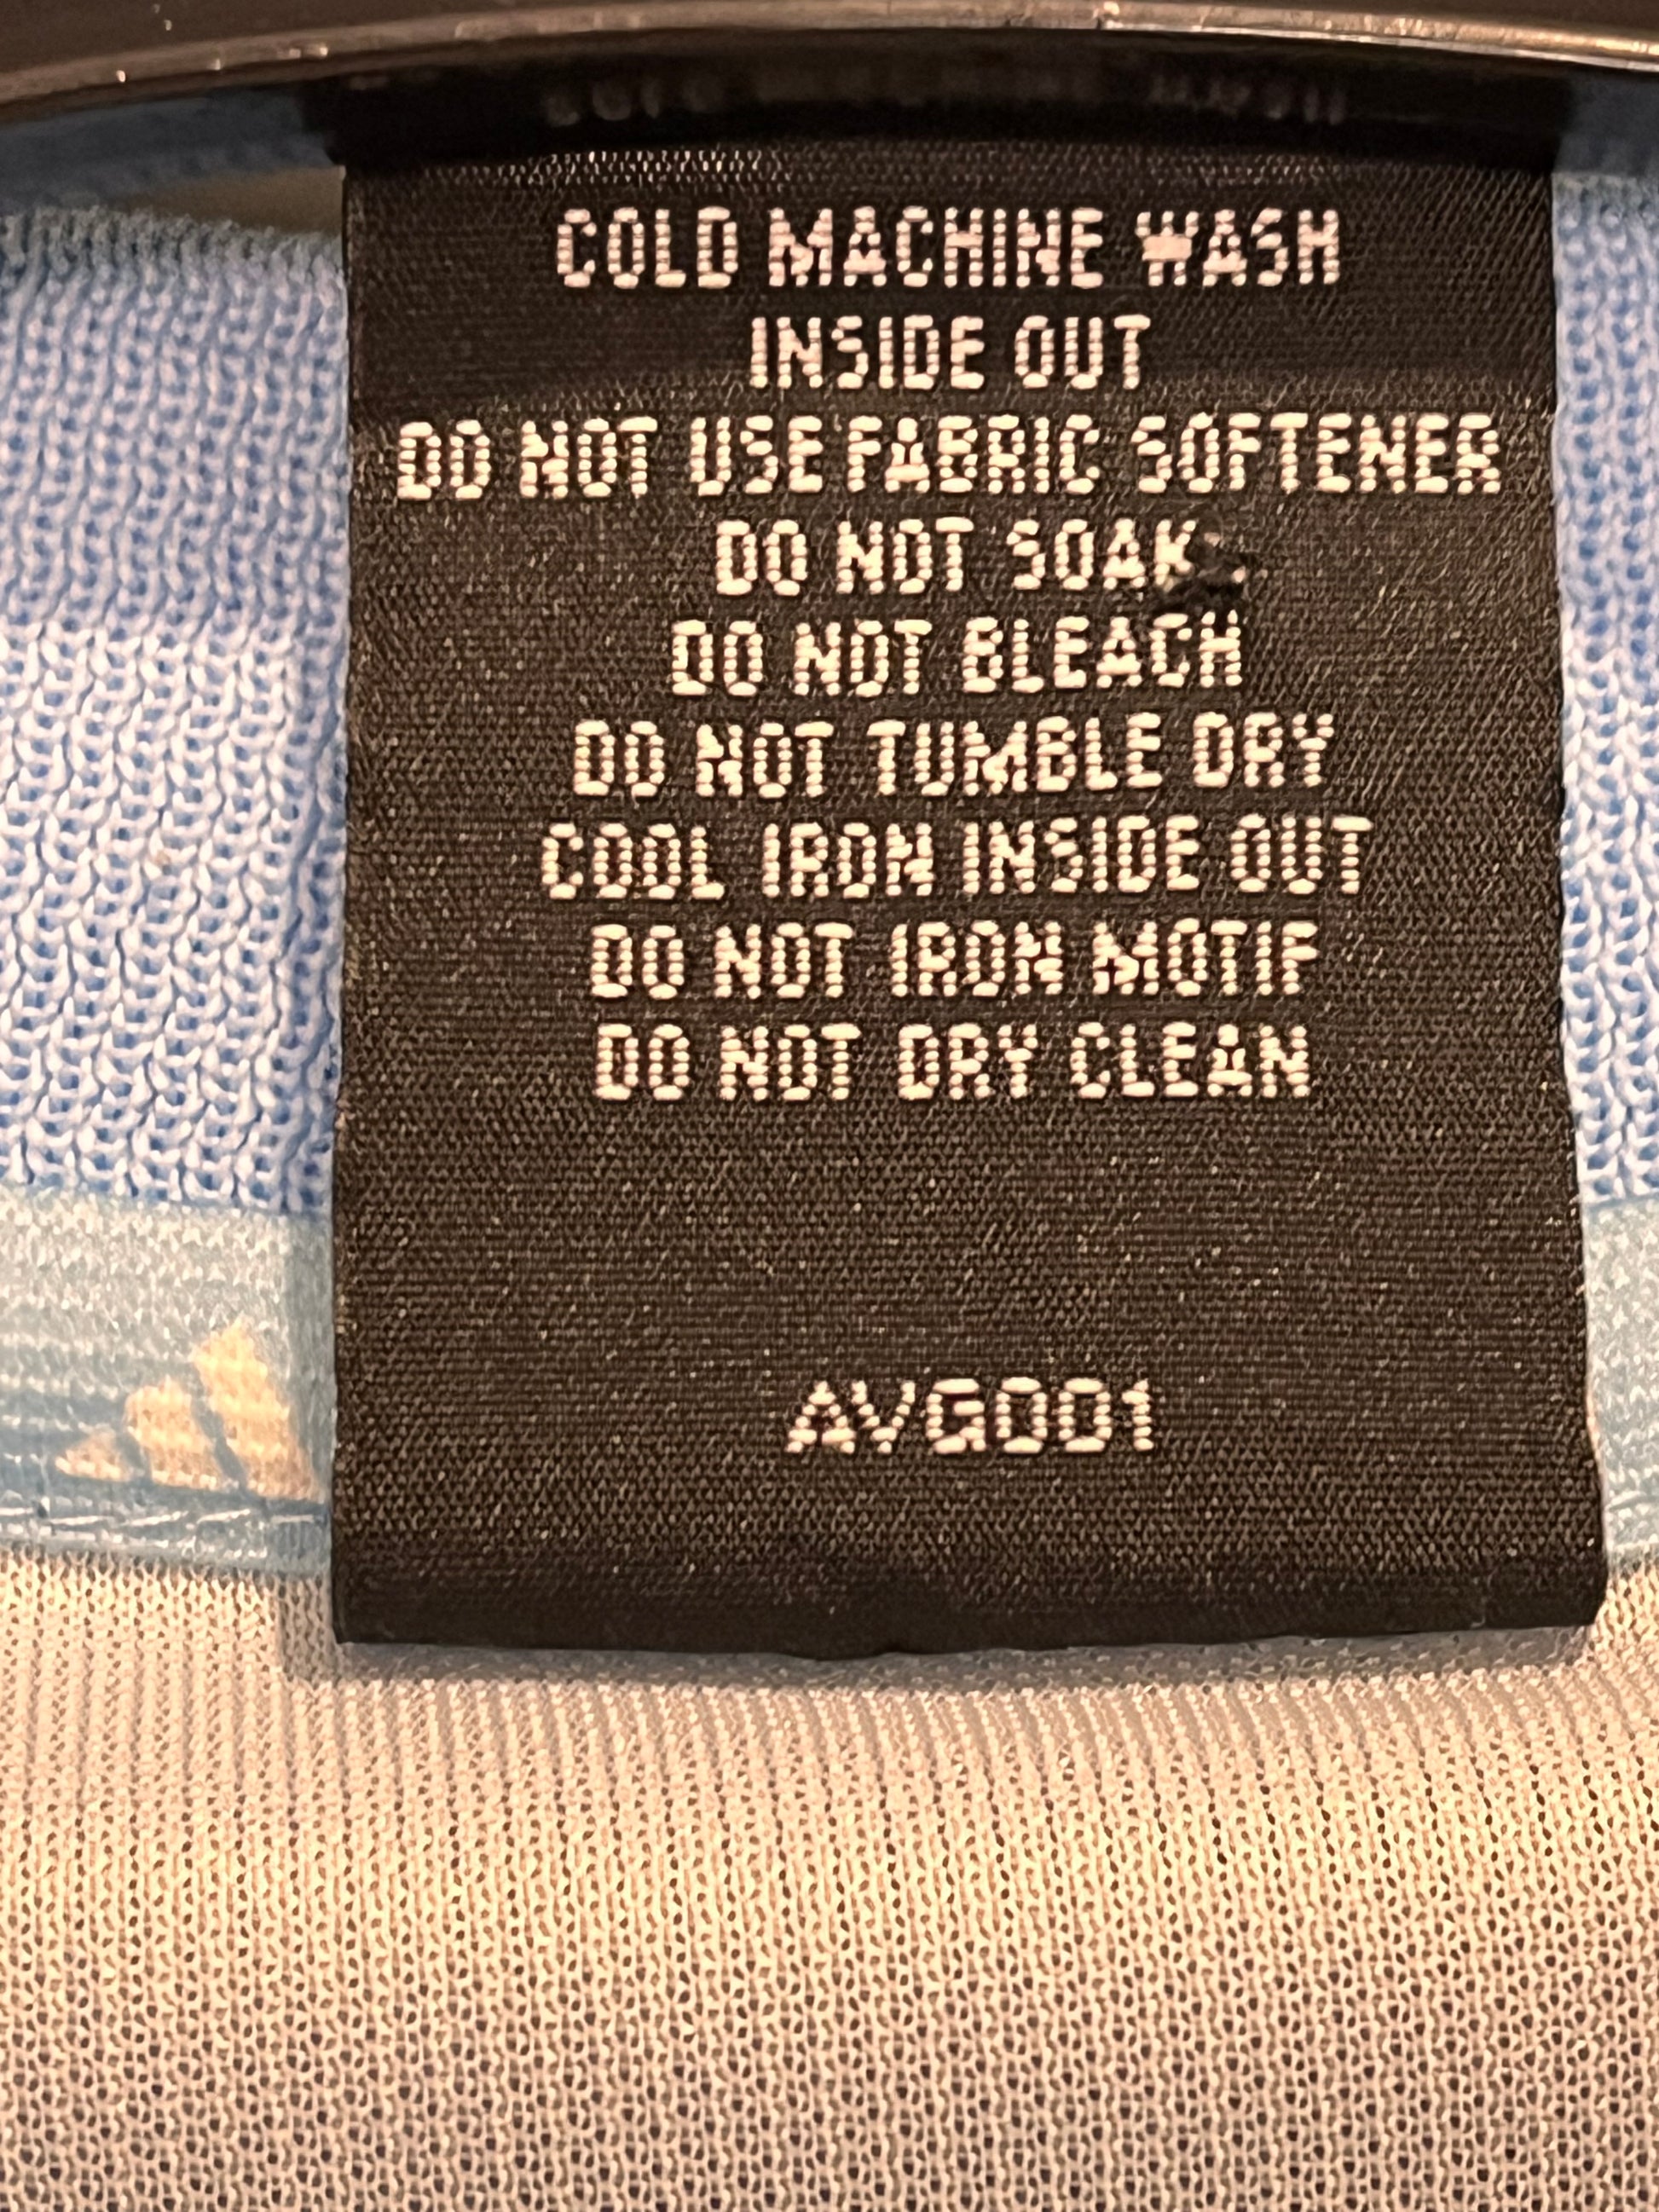 COLD MACHINE WASH
INSIDE OUT
DO NOT USE FABRIC SOFTENER
DO NOT SOAK
DO NOT BLEACH
DO NOT TUMBLE DRY
COOL IRON INSIDE OUT
DO NOT IRON MOTIF
DO NOT DRY CLEAN
AVG001